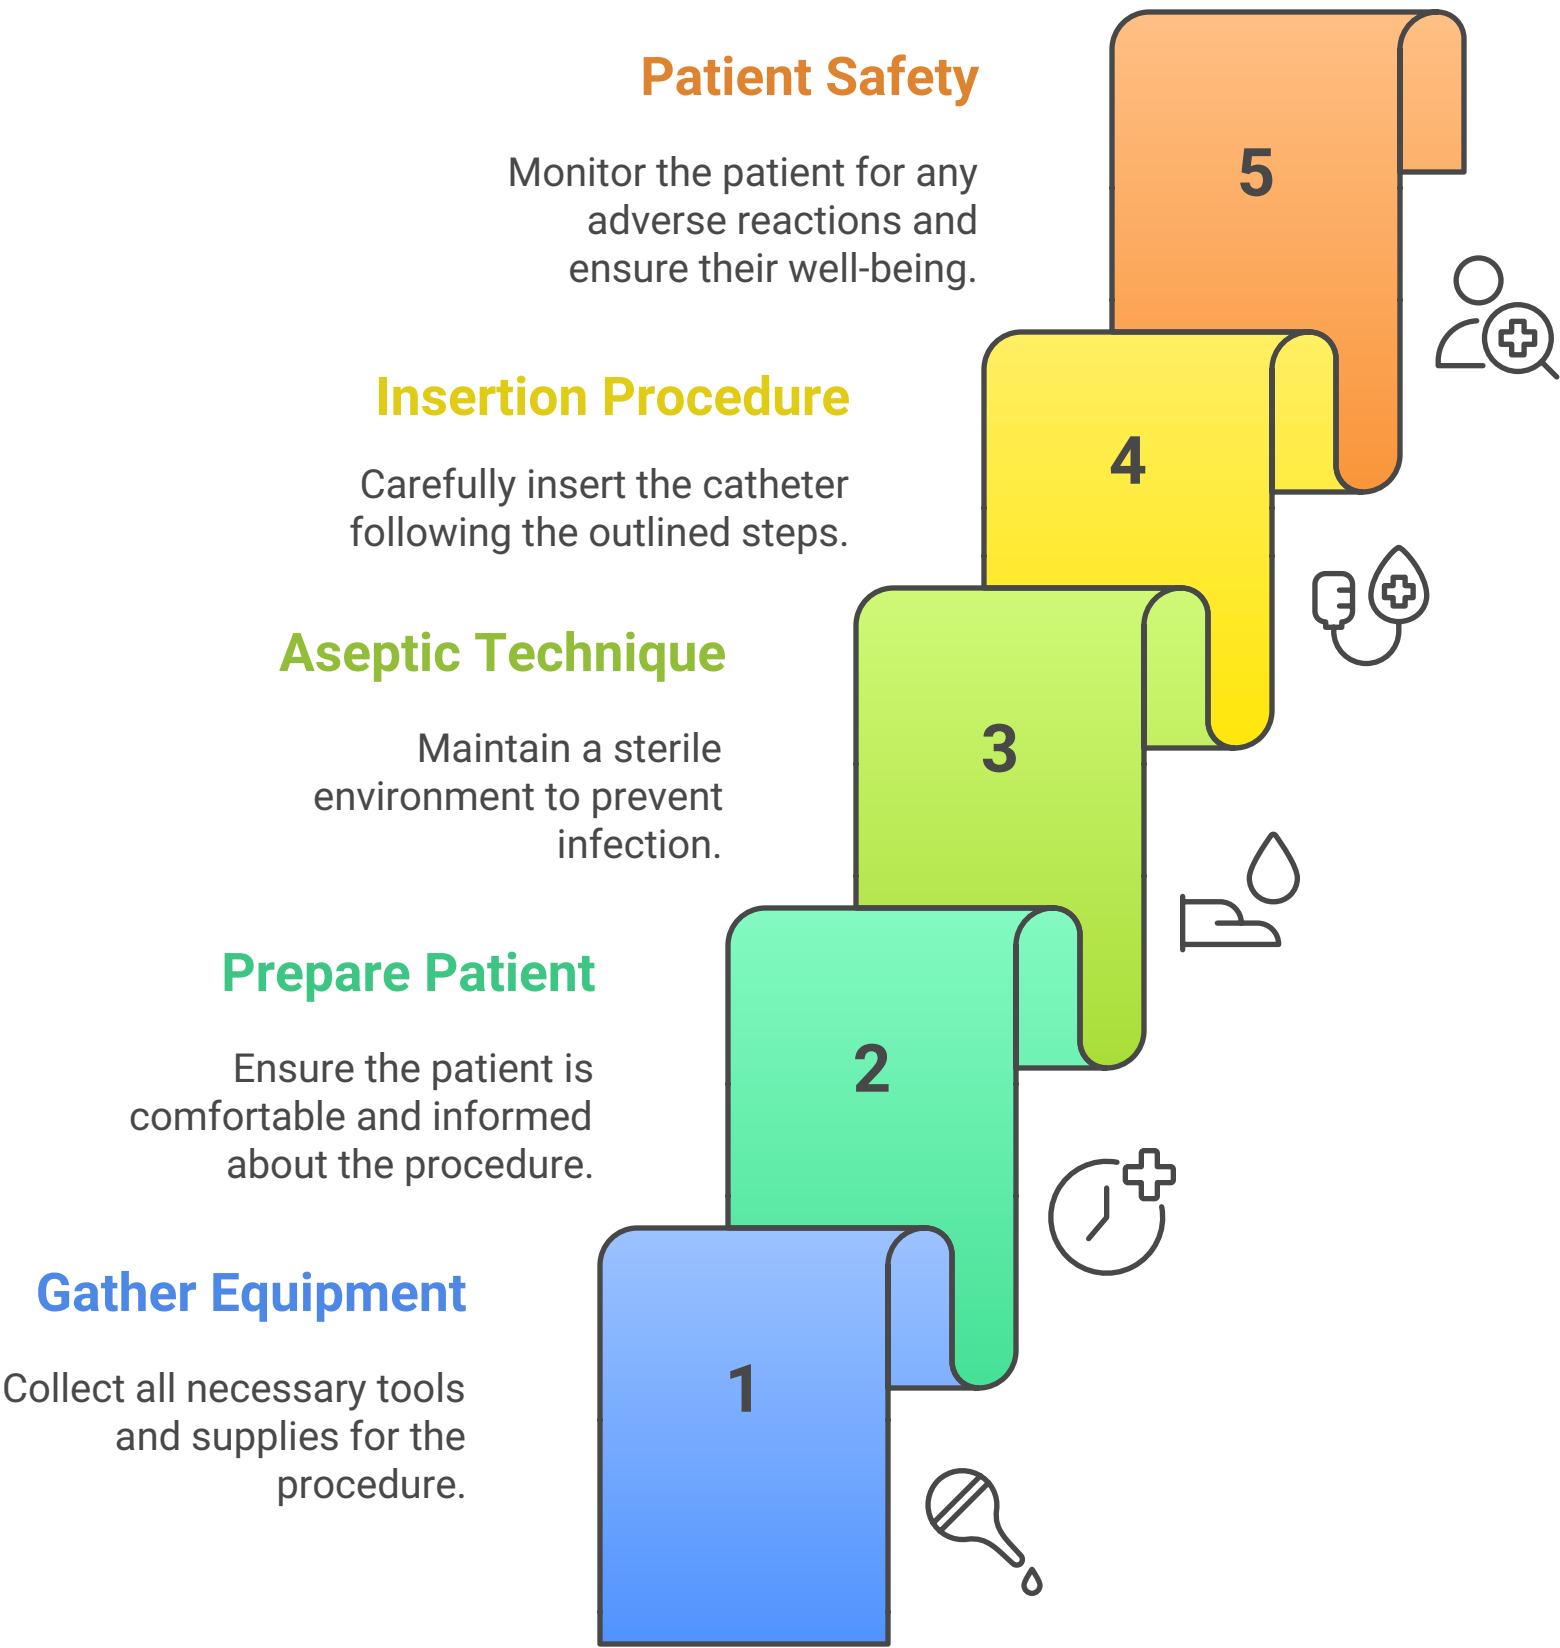 Patient Safety
5
Monitor the patient for any
adverse reactions and
ensure their well-being.
Insertion Procedure
4
Carefully insert the catheter
following the outlined steps.
Aseptic Technique
3
Maintain a sterile
environment to prevent
infection.
Prepare Patient
2
Ensure the patient is
comfortable and informed
about the procedure.
Gather Equipment
1
Collect all necessary tools
and supplies for the
procedure.